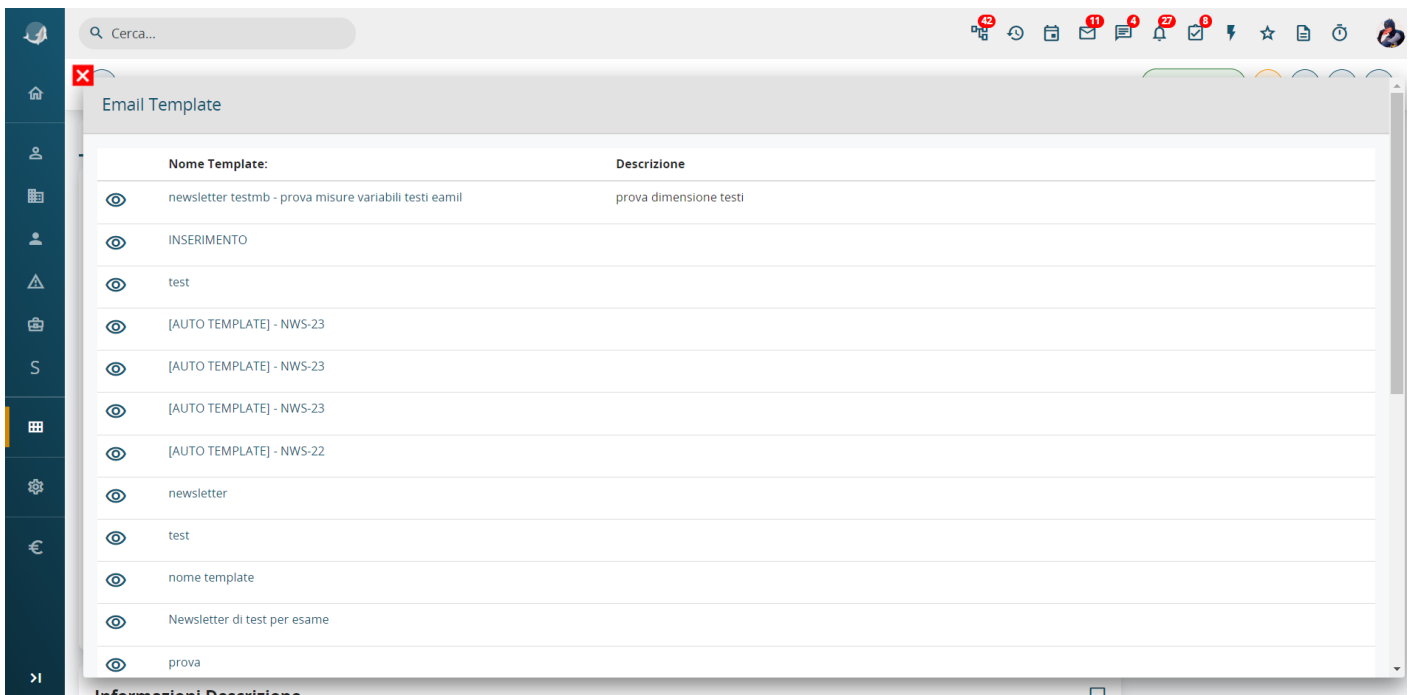 Cerca...
42
11
4
27
8
Email Template
Nome Template: Descrizione
newsletter testmb - prova misure variabili testi eamil prova dimensione testi
INSERIMENTO
test
[AUTO TEMPLATE] - NWS-23
[AUTO TEMPLATE] - NWS-23
[AUTO TEMPLATE] - NWS-23
S
[AUTO TEMPLATE] - NWS-22
newsletter
test
€
nome template
Newsletter di test per esame
prova
Informazioni Descrizione